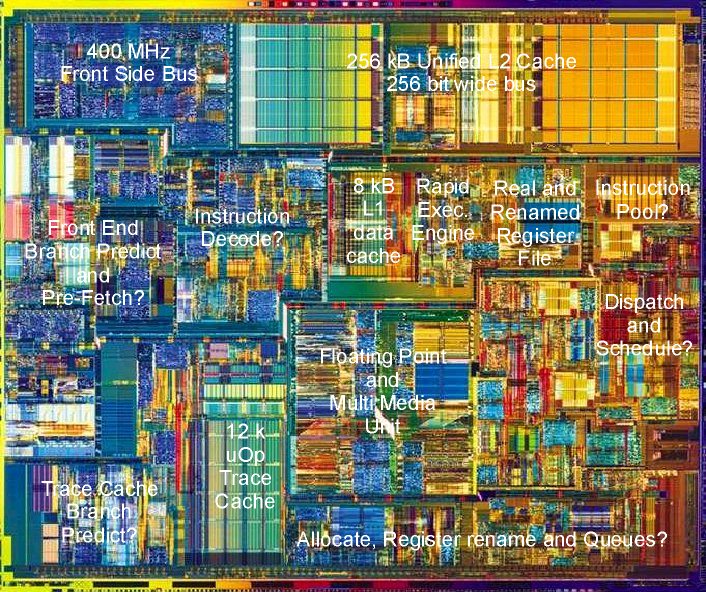 400 MHz
Front Side Bus
256 kB Unified L2 Cache
256 bit wide bus
Front End
Branch Predict
and
Pre-Fetch?
Instruction
Decode?
8 kB
L1
data
cache
Rapid
Exec.
Engine
Real and
Renamed
Register
File
Instruction
Pool?
Dispatch
and
Schedule?
Floating Point
and
Multi Media
Unit
12 k
uOp
Trace
Cache
Trace Cache
Branch
Predict?
Allocate, Register rename and Queues?